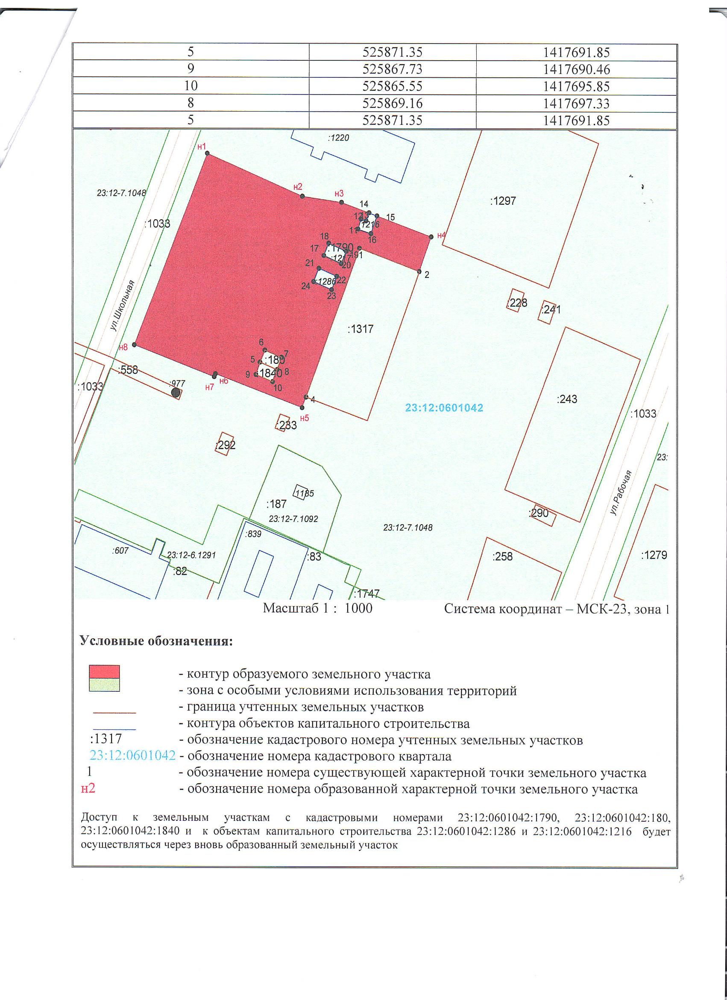 5 525871.35 1417691.85
9 525867.73 1417690.46
10 525865.55 1417695.85
8 525869.16 1417697.33
5 525871.35 1417691.85
:1220
н1
н2
23:12-7.1048
н3
:1297
14
15
:1033
12
13
:1216
11
16
н4
18
:1790
17
19
1
:1217
20
21
22
2
:1286
24
23
:228
:241
ул.Школьная
:1317
н8
6
7
5
:180
:558
9
:1840
8
н6
:977
н7
10
:1033
4
:243
23:12:0601042
:1033
н5
:233
:292
23:
ул.Рабочая
1185
:187
23:12-7.1092
:290
23:12-7.1048
:839
:607
23:12-6.1291
:83
:258
:1279
:82
:1747
Масштаб 1 : 1000 Система координат – МСК-23, зона 1
Условные обозначения:
- контур образуемого земельного участка
- зона с особыми условиями использования территорий
- граница учтенных земельных участков
- контура объектов капитального строительства
:1317 - обозначение кадастрового номера учтенных земельных участков
23:12:0601042 - обозначение номера кадастрового квартала
1 - обозначение номера существующей характерной точки земельного участка
н2 - обозначение номера образованной характерной точки земельного участка
Доступ к земельным участкам с кадастровыми номерами 23:12:0601042:1790, 23:12:0601042:180,
23:12:0601042:1840 и к объектам капитального строительства 23:12:0601042:1286 и 23:12:0601042:1216 будет
осуществляться через вновь образованный земельный участок